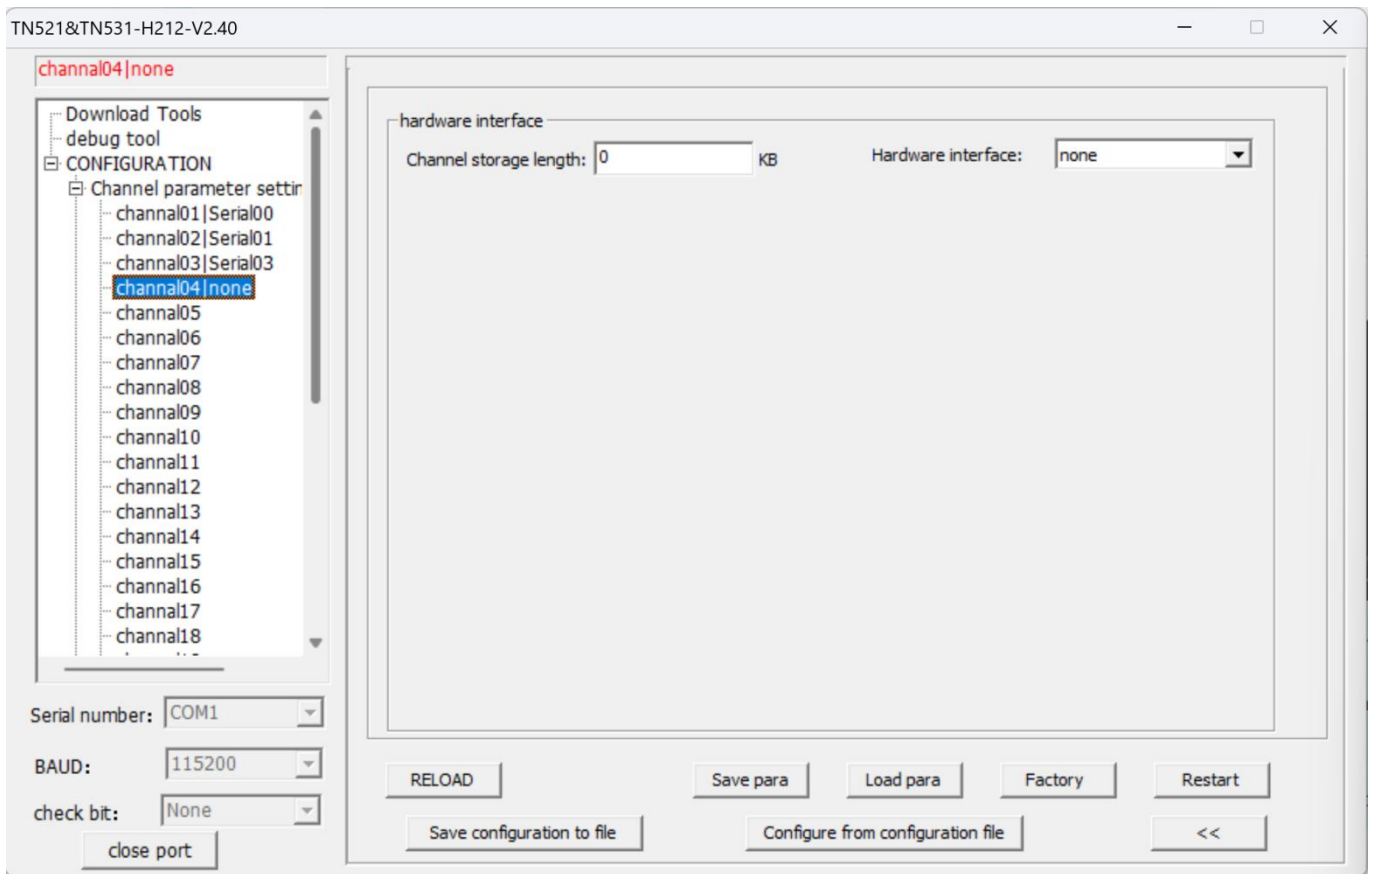 TN521&TN531-H212-V2.40
channal04|none
Download Tools
debug tool
CONFIGURATION
Channel parameter settin
channal01|Serial00
channal02|Serial01
channal03|Serial03
channal04|none
channal05
channal06
channal07
channal08
channal09
channal10
channal11
channal12
channal13
channal14
channal15
channal16
channal17
channal18
Serial number: COM1
BAUD: 115200
check bit: None
close port
hardware interface
Channel storage length: 0 KB Hardware interface: none
RELOAD Save para Load para Factory Restart
Save configuration to file Configure from configuration file <<